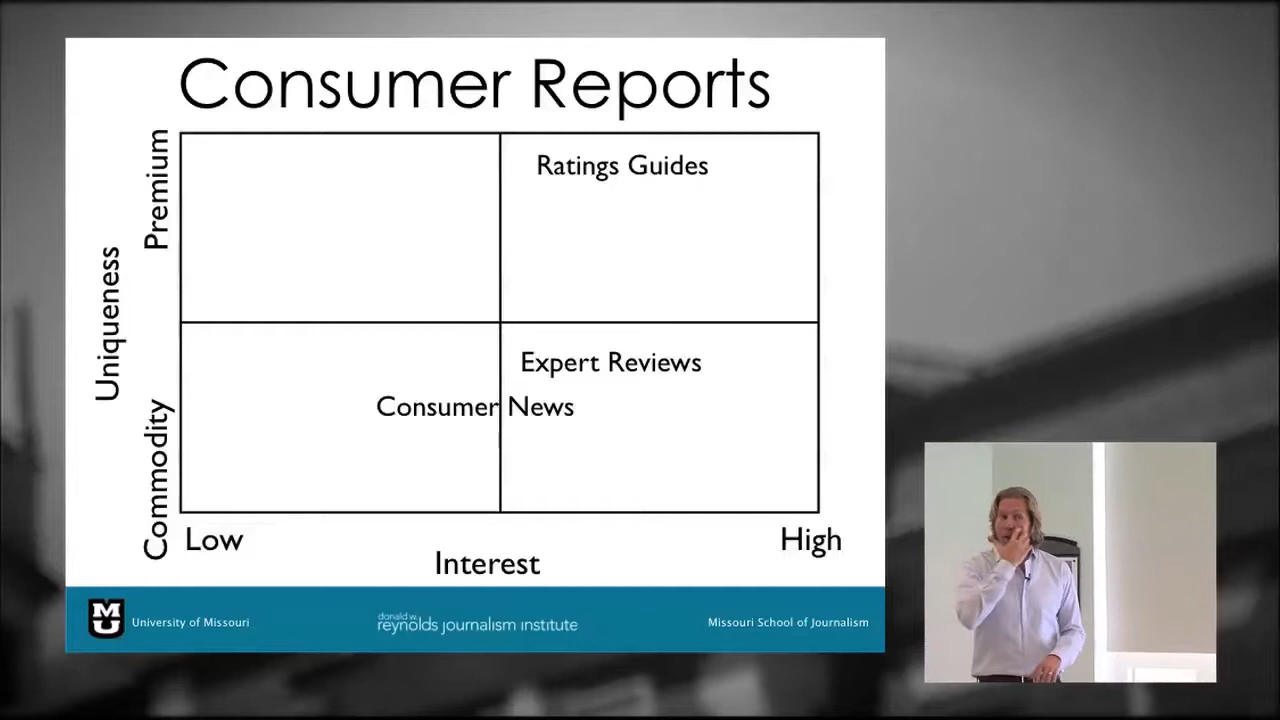 Consumer Reports
Premium
Ratings Guides
Uniqueness
Expert Reviews
Consumer News
Commodity
Low
High
Interest
MU
University of Missouri
donald w.
reynolds journalism institute
Missouri School of Journalism